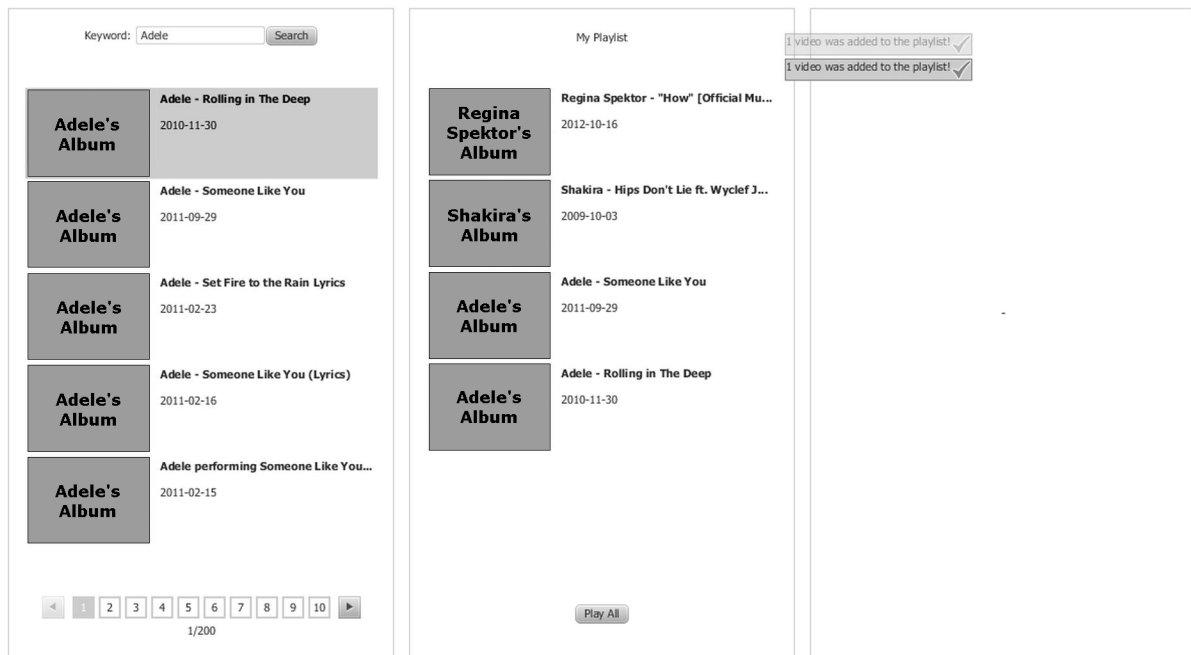 Keyword: Adele Search
Adele's
Album
Adele - Rolling in The Deep
2010-11-30
Adele's
Album
Adele - Someone Like You
2011-09-29
Adele's
Album
Adele - Set Fire to the Rain Lyrics
2011-02-23
Adele's
Album
Adele - Someone Like You (Lyrics)
2011-02-16
Adele's
Album
Adele performing Someone Like You...
2011-02-15
1 2 3 4 5 6 7 8 9 10
1/200
My Playlist
Regina
Spektor's
Album
Regina Spektor - "How" [Official Mu...
2012-10-16
Shakira's
Album
Shakira - Hips Don't Lie ft. Wyclef J...
2009-10-03
Adele's
Album
Adele - Someone Like You
2011-09-29
Adele's
Album
Adele - Rolling in The Deep
2010-11-30
Play All
1 video was added to the playlist!
1 video was added to the playlist!
-